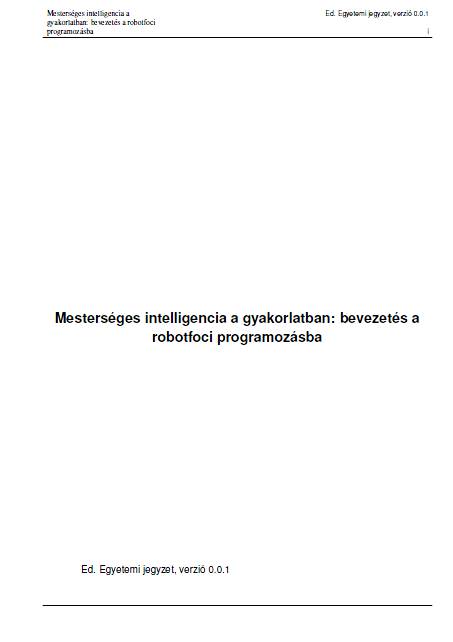 Mesterséges intelligencia a
gyakorlatban: bevezetés a robotfoci
programozásba
Ed. Egyetemi jegyzet, verzió 0.0.1
i
Mesterséges intelligencia a gyakorlatban: bevezetés a
robotfoci programozásba
Ed. Egyetemi jegyzet, verzió 0.0.1